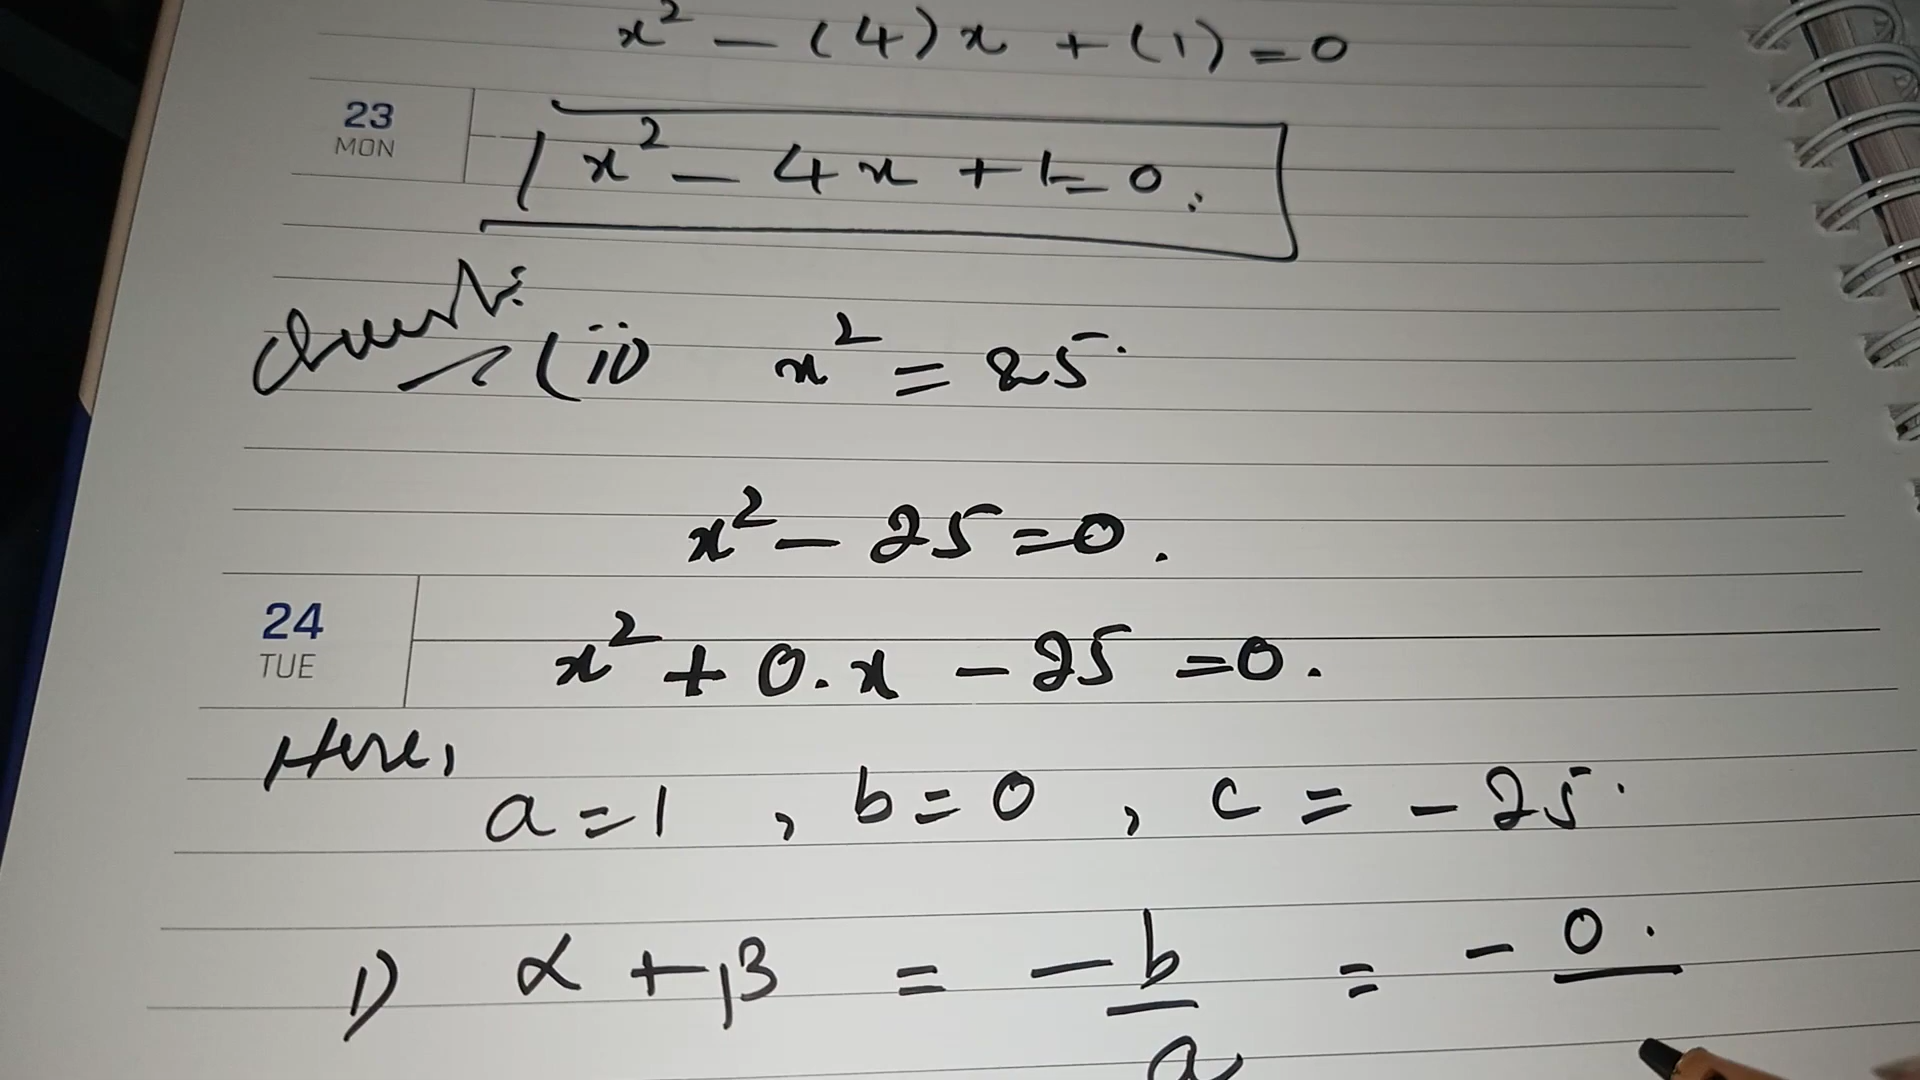 x² - (4)x + (1) = 0
23
MON
x² - 4x + 1 = 0
(ii) x² = 25.
x² - 25 = 0.
24
TUE
x² + 0.x - 25 = 0.
Here,
a = 1 , b = 0 , c = - 25.
1) α + β = -b/a = - 0.